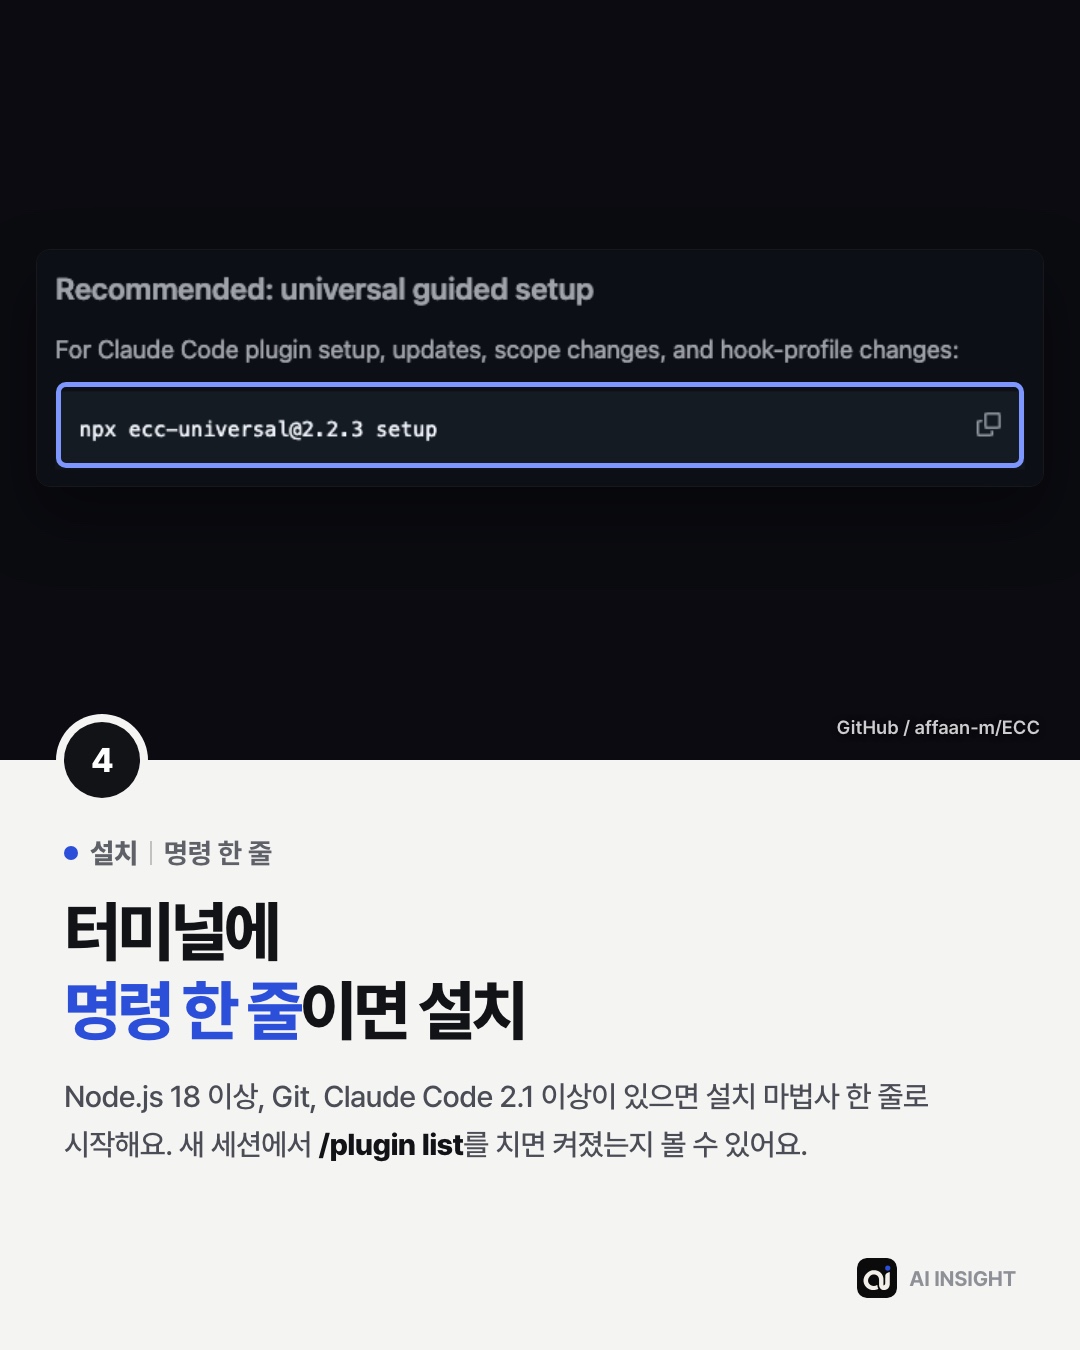 Recommended: universal guided setup
For Claude Code plugin setup, updates, scope changes, and hook-profile changes:
npx ecc-universal@2.2.3 setup
GitHub / affaan-m/ECC
4
설치 | 명령 한 줄
터미널에
명령 한 줄이면 설치
Node.js 18 이상, Git, Claude Code 2.1 이상이 있으면 설치 마법사 한 줄로
시작해요. 새 세션에서 /plugin list를 치면 켜졌는지 볼 수 있어요.
ai AI INSIGHT